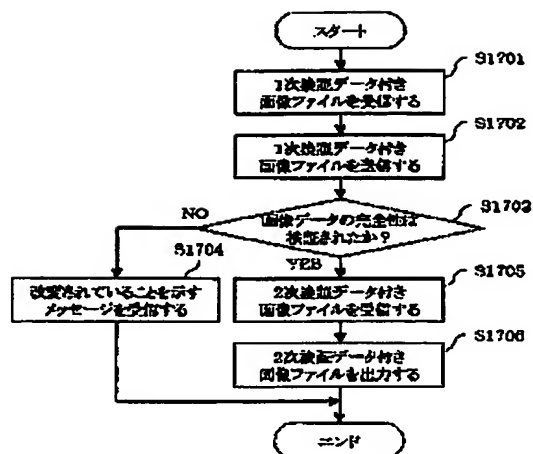 スタート
S1701
1次検証データ付き
画像ファイルを受信する
S1702
1次検証データ付き
画像ファイルを送信する
S1703
画像データの完全性は
検証されたか?
NO
YES
S1704
改変されていることを示す
メッセージを受信する
S1705
2次検証データ付き
画像ファイルを受信する
S1706
2次検証データ付き
画像ファイルを出力する
エンド